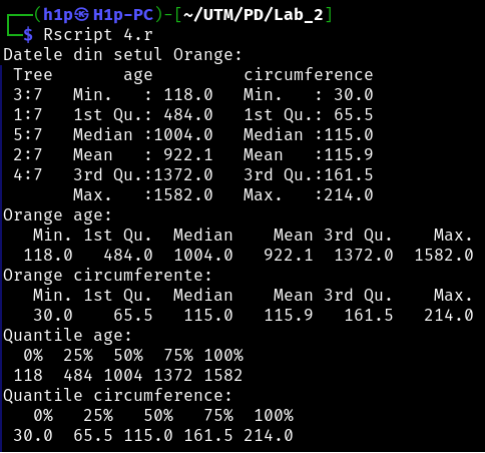 ┌──(h1p㉿H1p-PC)-[~/UTM/PD/Lab_2]
└─$ Rscript 4.r
Datele din setul Orange:
 Tree       age         circumference
 3:7   Min.   : 118.0   Min.   : 30.0
 1:7   1st Qu.: 484.0   1st Qu.: 65.5
 5:7   Median :1004.0   Median :115.0
 2:7   Mean   : 922.1   Mean   :115.9
 4:7   3rd Qu.:1372.0   3rd Qu.:161.5
       Max.   :1582.0   Max.   :214.0
Orange age:
   Min. 1st Qu.  Median    Mean 3rd Qu.    Max.
  118.0   484.0  1004.0   922.1  1372.0  1582.0
Orange circumferente:
   Min. 1st Qu.  Median    Mean 3rd Qu.    Max.
   30.0    65.5   115.0   115.9   161.5   214.0
Quantile age:
  0%  25%  50%  75% 100%
 118  484 1004 1372 1582
Quantile circumference:
   0%   25%   50%   75%  100%
 30.0  65.5 115.0 161.5 214.0